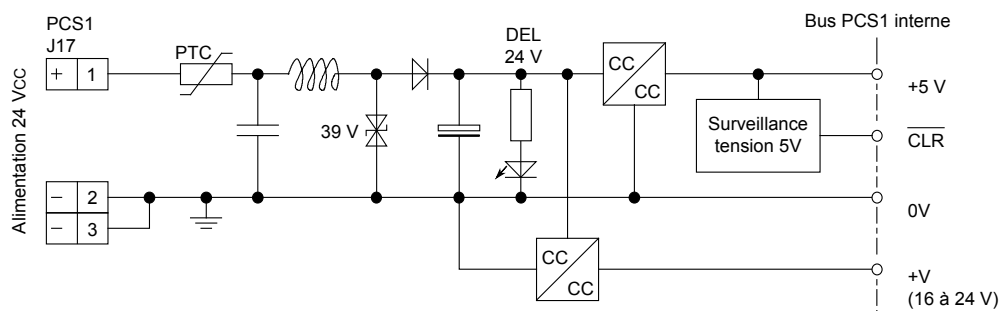 PCS1
J17
Alimentation 24 VCC
+ 1
PTC
39 V
DEL
24 V
CC
CC
Bus PCS1 interne
+5 V
Surveillance
tension 5V
CLR
– 2
– 3
0V
CC
CC
+V
(16 à 24 V)